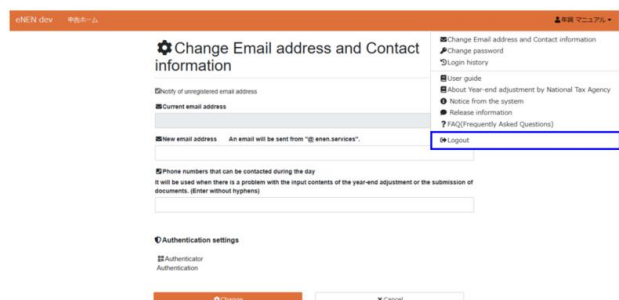 eNEN dev 申告ホーム 年調 マニュアル
Change Email address and Contact information
Change Email address and Contact information
Change password
Login history
User guide
About Year-end adjustment by National Tax Agency
Notice from the system
Release information
FAQ(Frequently Asked Questions)
Logout
Notify of unregistered email address
Current email address
New email address An email will be sent from "@ enen.services".
Phone numbers that can be contacted during the day
It will be used when there is a problem with the input contents of the year-end adjustment or the submission of
documents. (Enter without hyphens)
Authentication settings
Authenticator
Authentication
Change
Cancel